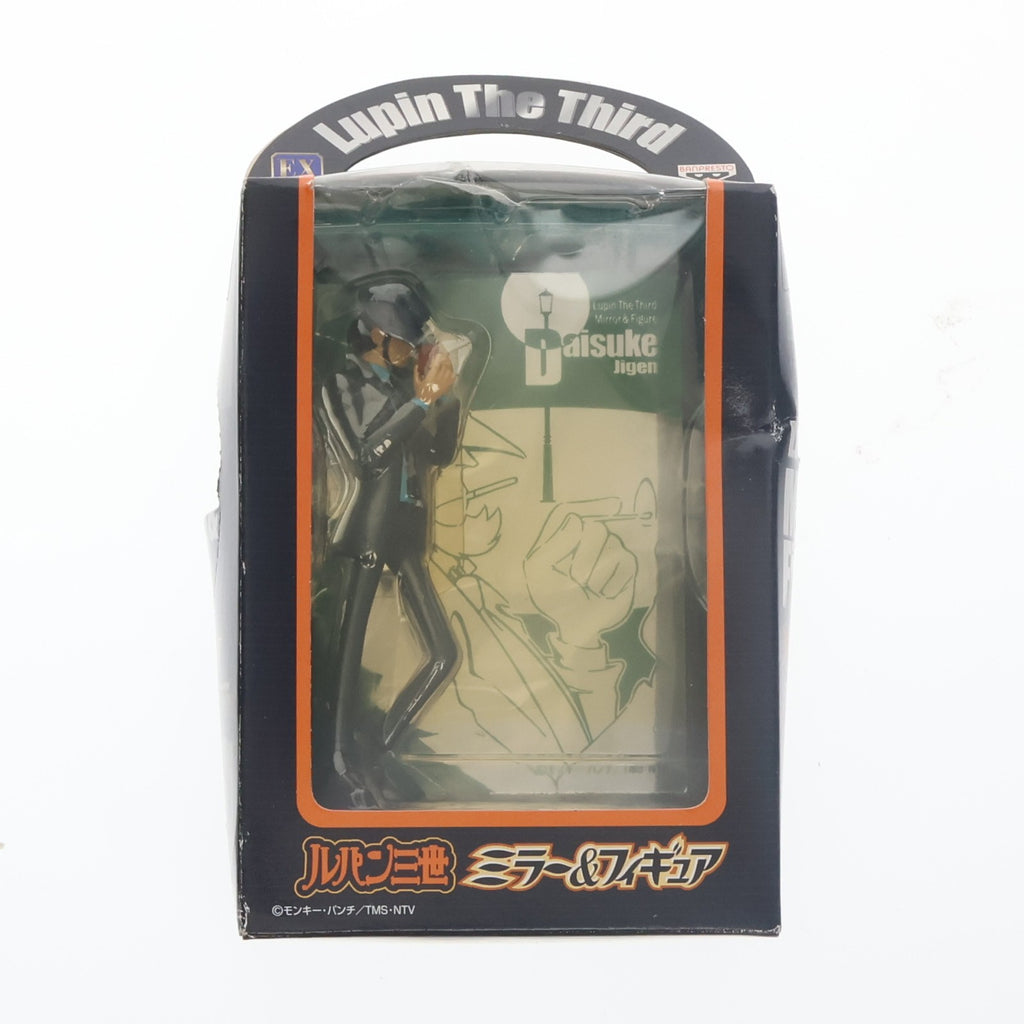 Lupin The Third
EX
BANPRESTO
Lupin The Third
Mirror & Figure
Daisuke
Jigen
ルパン三世 ミラー&フィギュア
©モンキー・パンチ/TMS・NTV